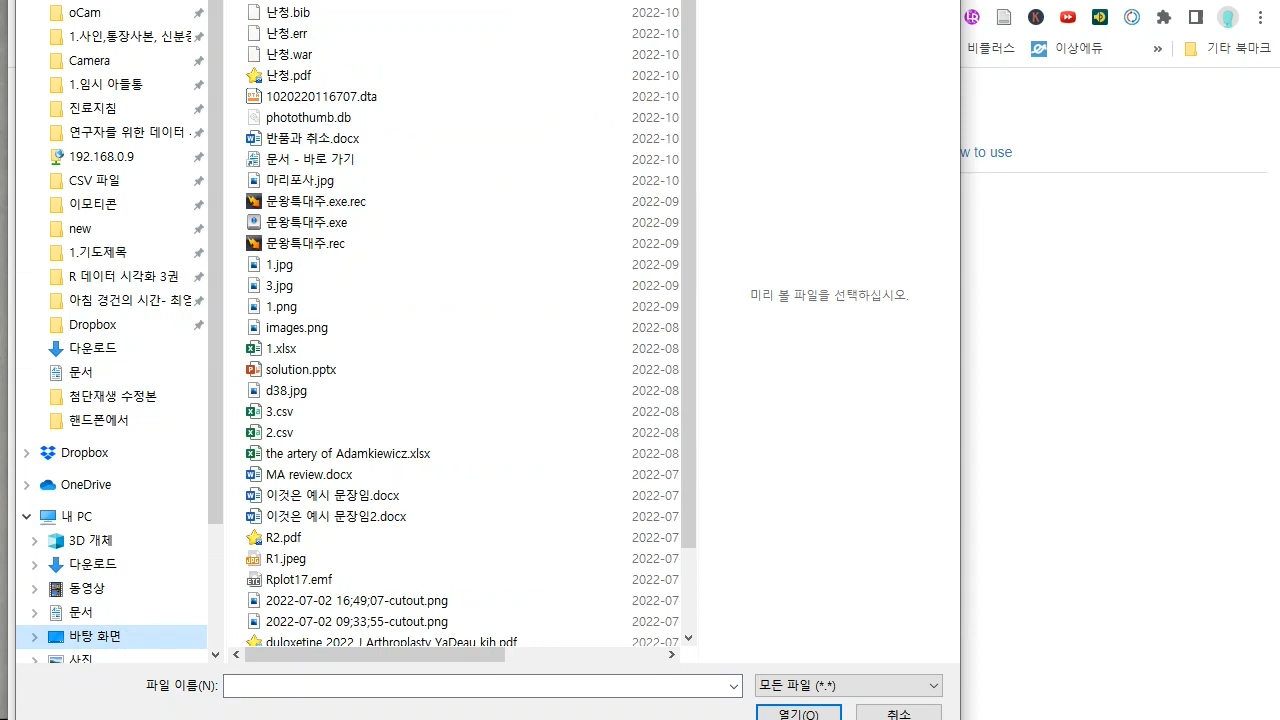 oCam
1.사인,통장사본, 신분증
Camera
1.임시 아들통
진료지침
연구자를 위한 데이터
192.168.0.9
CSV 파일
이모티콘
new
1.기도제목
R 데이터 시각화 3권
아침 경건의 시간- 최영
Dropbox
다운로드
문서
첨단재생 수정본
핸드폰에서
Dropbox
OneDrive
내 PC
3D 개체
다운로드
동영상
문서
바탕 화면
사진
난청.bib 2022-10
난청.err 2022-10
난청.war 2022-10
난청.pdf 2022-10
1020220116707.dta 2022-10
photothumb.db 2022-10
반품과 취소.docx 2022-10
문서 - 바로 가기 2022-10
마리포사.jpg 2022-10
문왕특대주.exe.rec 2022-09
문왕특대주.exe 2022-09
문왕특대주.rec 2022-09
1.jpg 2022-09
3.jpg 2022-09
1.png 2022-09
images.png 2022-08
1.xlsx 2022-08
solution.pptx 2022-08
d38.jpg 2022-08
3.csv 2022-08
2.csv 2022-08
the artery of Adamkiewicz.xlsx 2022-08
MA review.docx 2022-07
이것은 예시 문장임.docx 2022-07
이것은 예시 문장임2.docx 2022-07
R2.pdf 2022-07
R1.jpeg 2022-07
Rplot17.emf 2022-07
2022-07-02 16;49;07-cutout.png 2022-07
2022-07-02 09;33;55-cutout.png 2022-07
duloxetine 2022 J Arthroplasty YaDeau kjh.pdf 2022-07
미리 볼 파일을 선택하십시오.
파일 이름(N):
모든 파일 (*.*)
열기(O)
취소
비플러스
이상에듀
»
기타 북마크
w to use